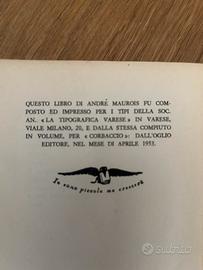 QUESTO LIBRO DI ANDRÉ MAUROIS FU COM-
POSTO ED IMPRESSO PER I TIPI DELLA SOC.
AN. «LA TIPOGRAFICA VARESE» IN VARESE,
VIALE MILANO, 20, E DALLA STESSA COMPIUTO
IN VOLUME, PER «CORBACCIO»: DALL'OGLIO
EDITORE, NEL MESE DI APRILE 1953.
Io sono piccolo ma crescerò
subito